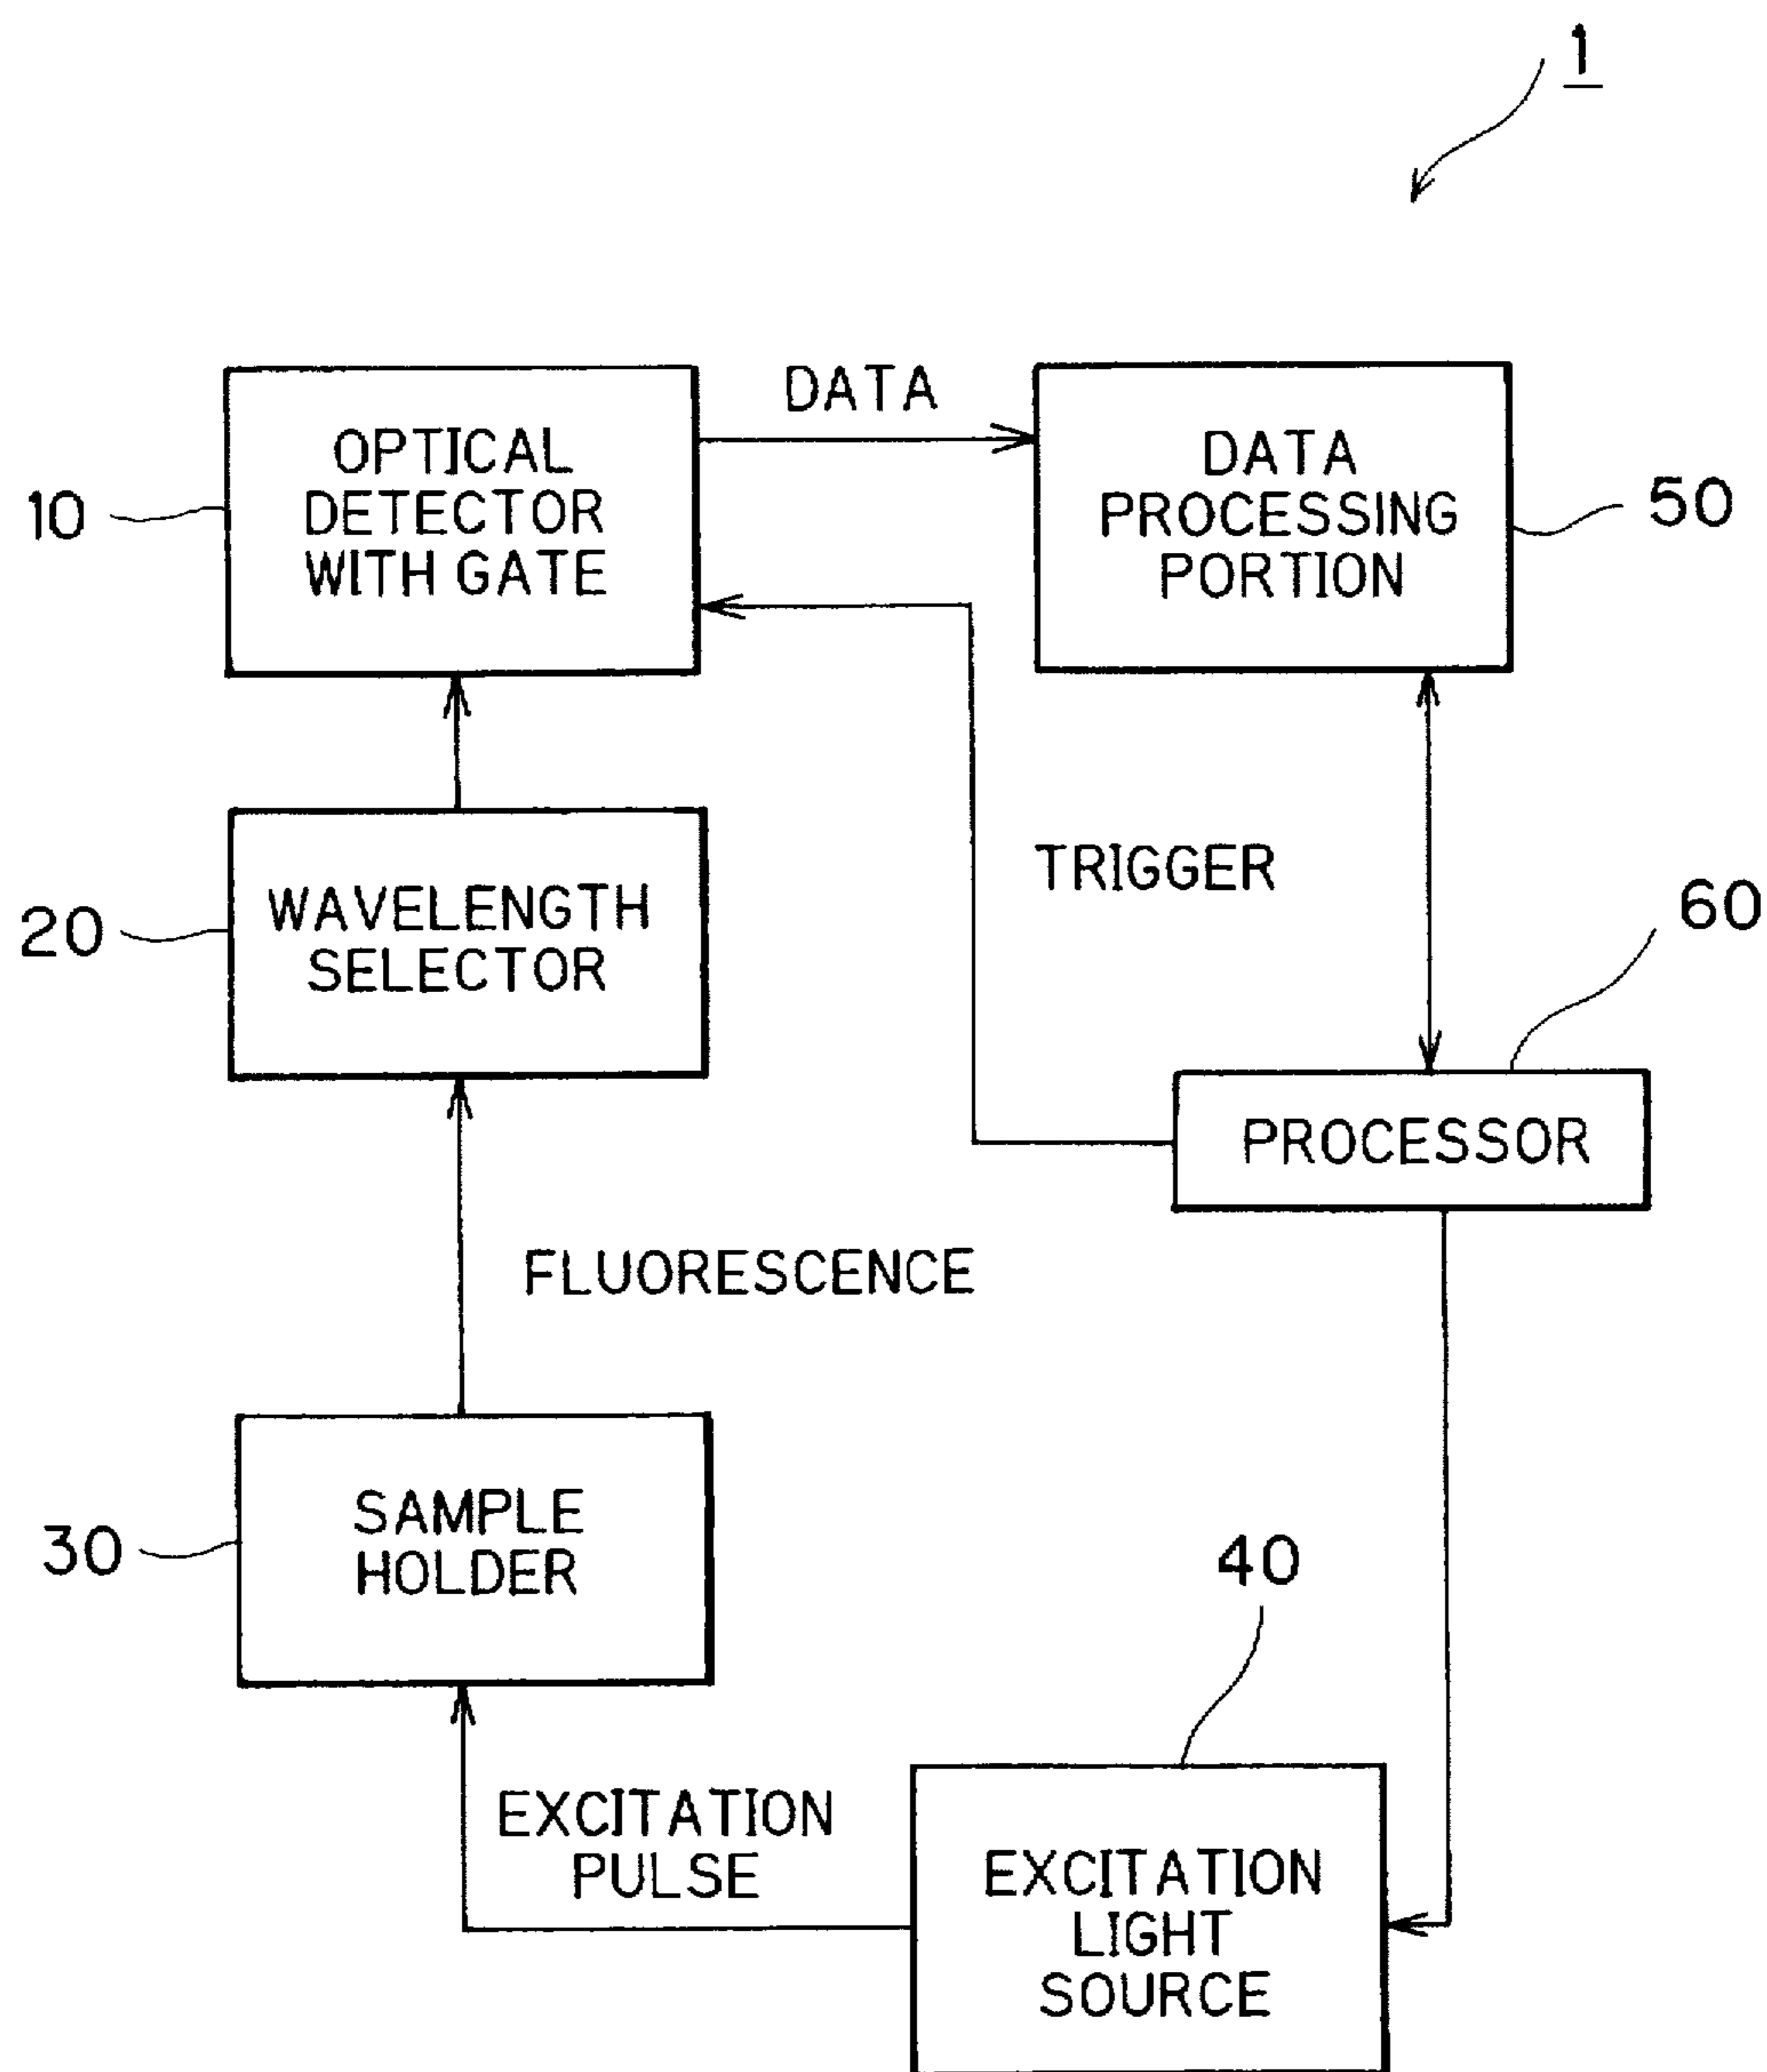 1
OPTICAL
DETECTOR
WITH GATE
10
DATA
DATA
PROCESSING
PORTION
50
WAVELENGTH
SELECTOR
20
TRIGGER
60
PROCESSOR
FLUORESCENCE
SAMPLE
HOLDER
30
40
EXCITATION
PULSE
EXCITATION
LIGHT
SOURCE